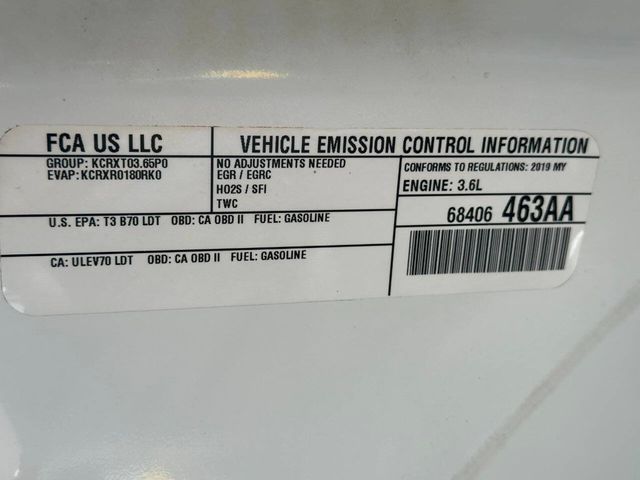 FCA US LLC
GROUP: KCRXT03.65P0
EVAP: KCRXR0180RK0
VEHICLE EMISSION CONTROL INFORMATION
NO ADJUSTMENTS NEEDED
EGR / EGRC
HO2S / SFI
TWC
CONFORMS TO REGULATIONS: 2019 MY
ENGINE: 3.6L
U.S. EPA: T3 B70 LDT OBD: CA OBD II FUEL: GASOLINE
68406 463AA
CA: ULEV70 LDT OBD: CA OBD II FUEL: GASOLINE